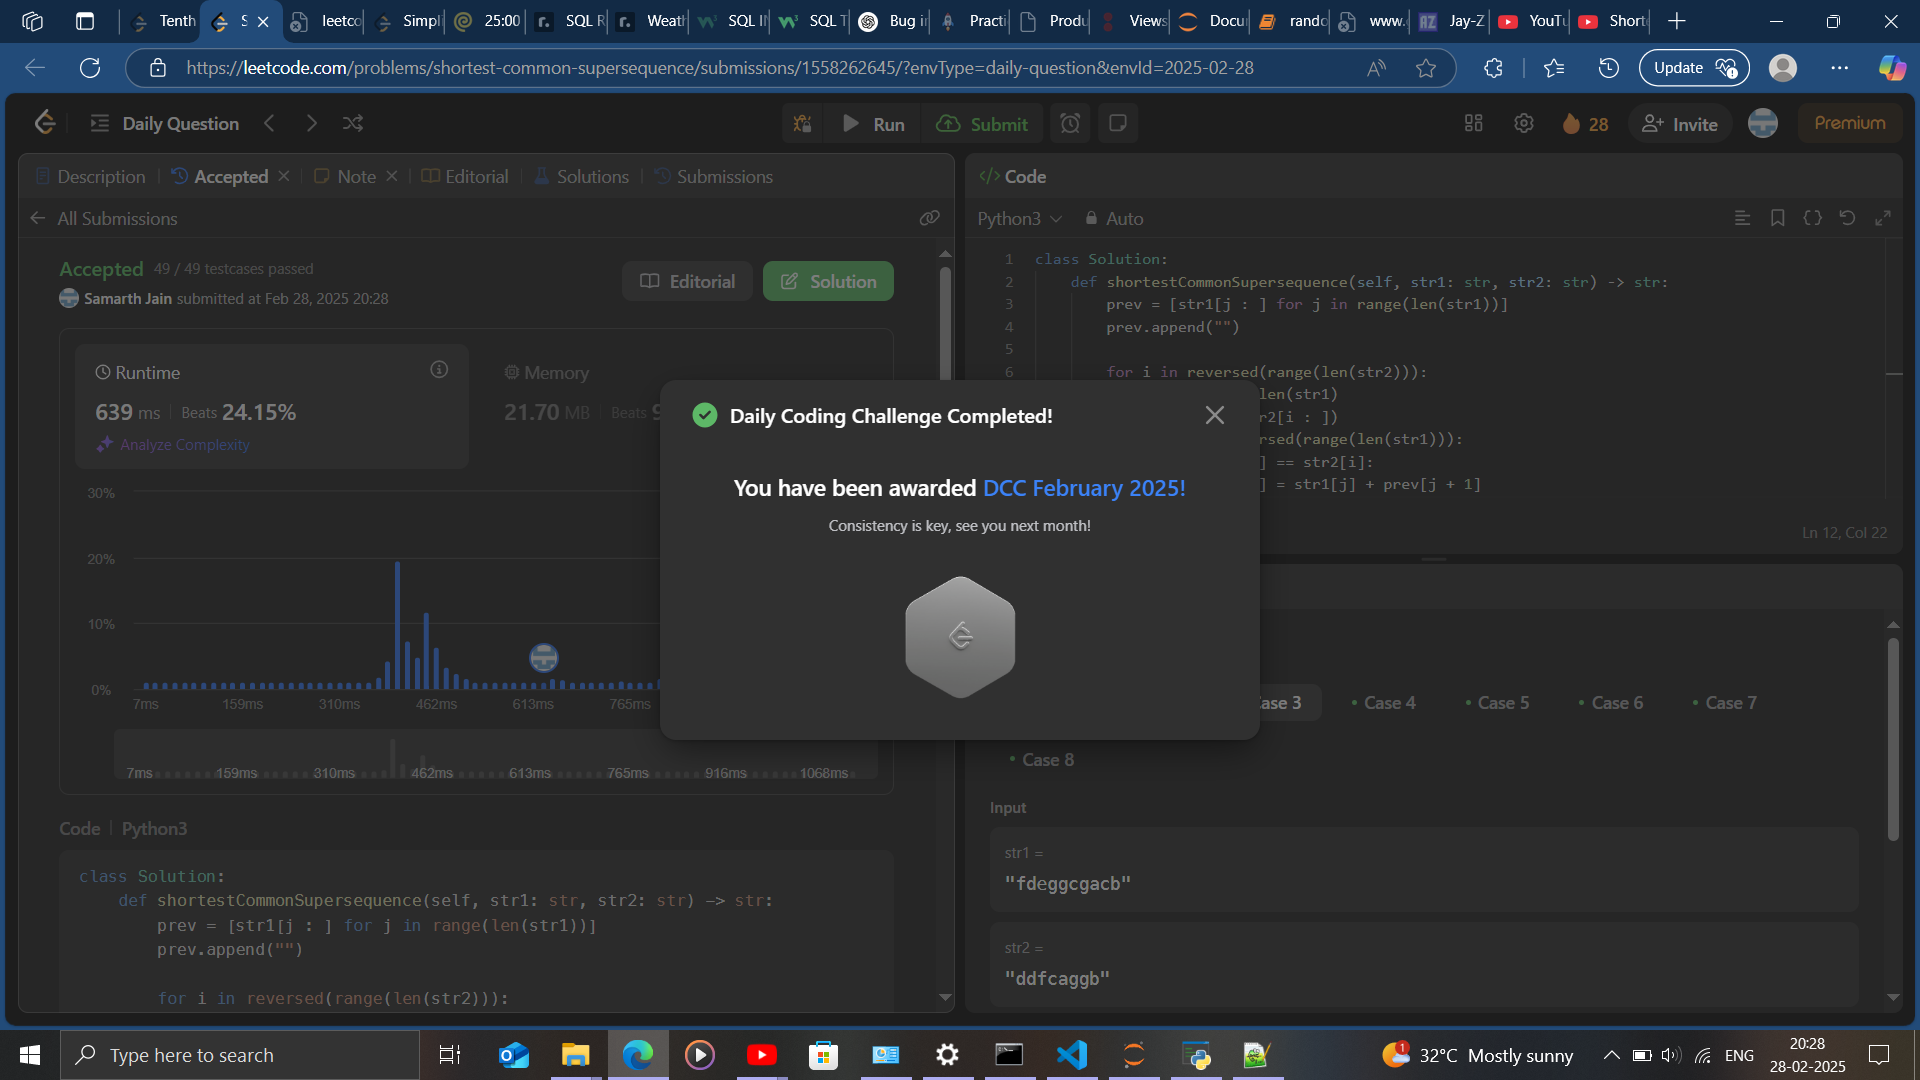 Tenth
S
leetco
Simpli
25:00
SQL R
Weath
SQL I
SQL T
Bug i
Practi
Produ
Views
Docu
rando
www.
Jay-Z
YouTu
Short
https://leetcode.com/problems/shortest-common-supersequence/submissions/1558262645/?envType=daily-question&envId=2025-02-28
Update
Daily Question
Run
Submit
28
Invite
Premium
Description
Accepted
Note
Editorial
Solutions
Submissions
All Submissions
Accepted 49 / 49 testcases passed
Samarth Jain submitted at Feb 28, 2025 20:28
Editorial
Solution
Runtime
639 ms Beats 24.15%
Analyze Complexity
Memory
21.70 MB Beats 9
30%
20%
10%
0%
7ms 159ms 310ms 462ms 613ms 765ms
7ms 159ms 310ms 462ms 613ms 765ms 916ms 1068ms
Code Python3
class Solution:
def shortestCommonSupersequence(self, str1: str, str2: str) -> str:
prev = [str1[j : ] for j in range(len(str1))]
prev.append("")
for i in reversed(range(len(str2))):
Daily Coding Challenge Completed!
You have been awarded DCC February 2025!
Consistency is key, see you next month!
</> Code
Python3
Auto
1 class Solution:
2 def shortestCommonSupersequence(self, str1: str, str2: str) -> str:
3 prev = [str1[j : ] for j in range(len(str1))]
4 prev.append("")
5
6 for i in reversed(range(len(str2))):
len(str1)
r2[i : ])
rsed(range(len(str1))):
] == str2[i]:
] = str1[j] + prev[j + 1]
Ln 12, Col 22
Case 3
Case 4
Case 5
Case 6
Case 7
Case 8
Input
str1 =
"fdeggcgacb"
str2 =
"ddfcaggb"
Type here to search
1
32°C Mostly sunny
ENG
20:28
28-02-2025